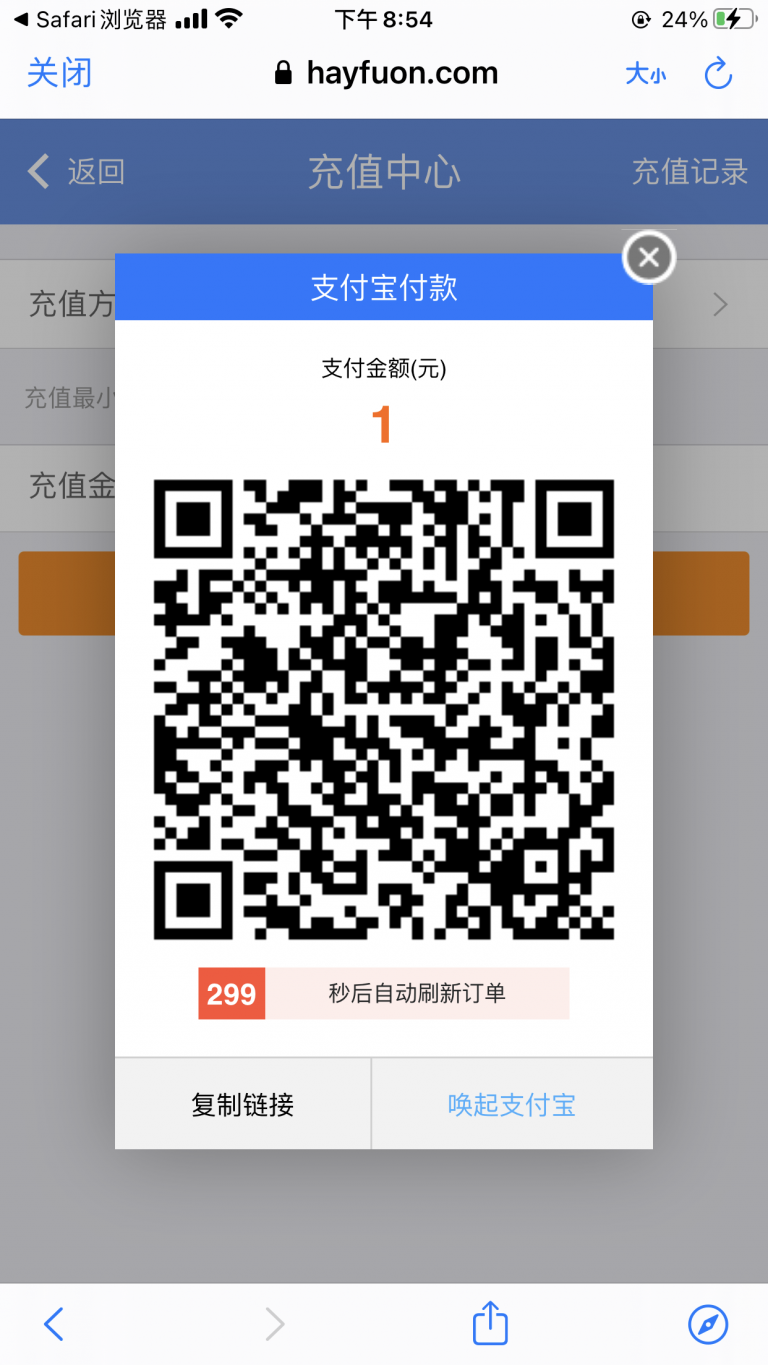 Safari浏览器 下午8:54 24%
关闭 hayfuon.com 大小
返回 充值中心 充值记录
支付宝付款
充值方
支付金额(元)
充值最小
1
充值金
299 秒后自动刷新订单
复制链接 唤起支付宝